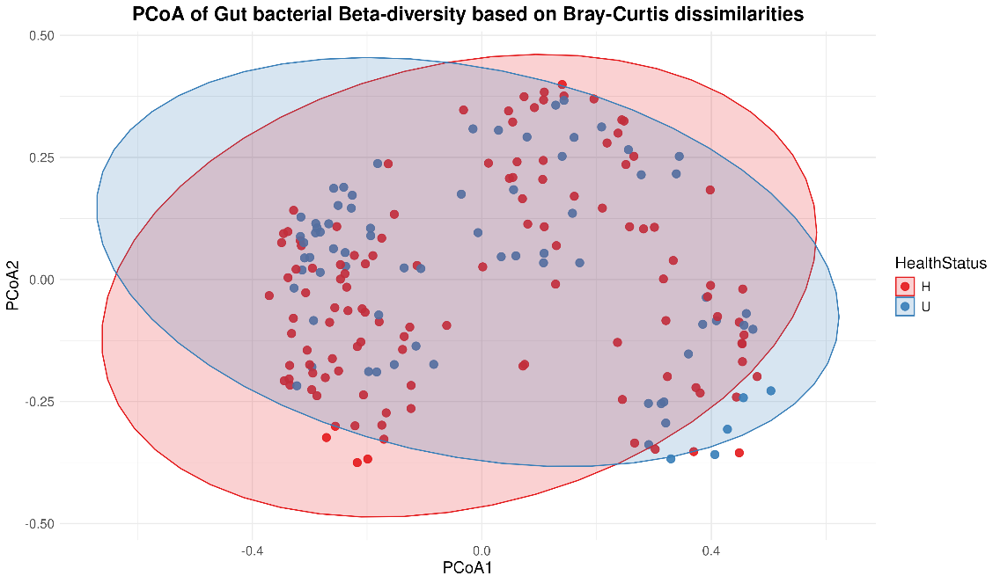 PCoA of Gut bacterial Beta-diversity based on Bray-Curtis dissimilarities
0.50
0.25
0.00
-0.25
-0.50
PCoA2
-0.4
0.0
0.4
PCoA1
HealthStatus
H
U